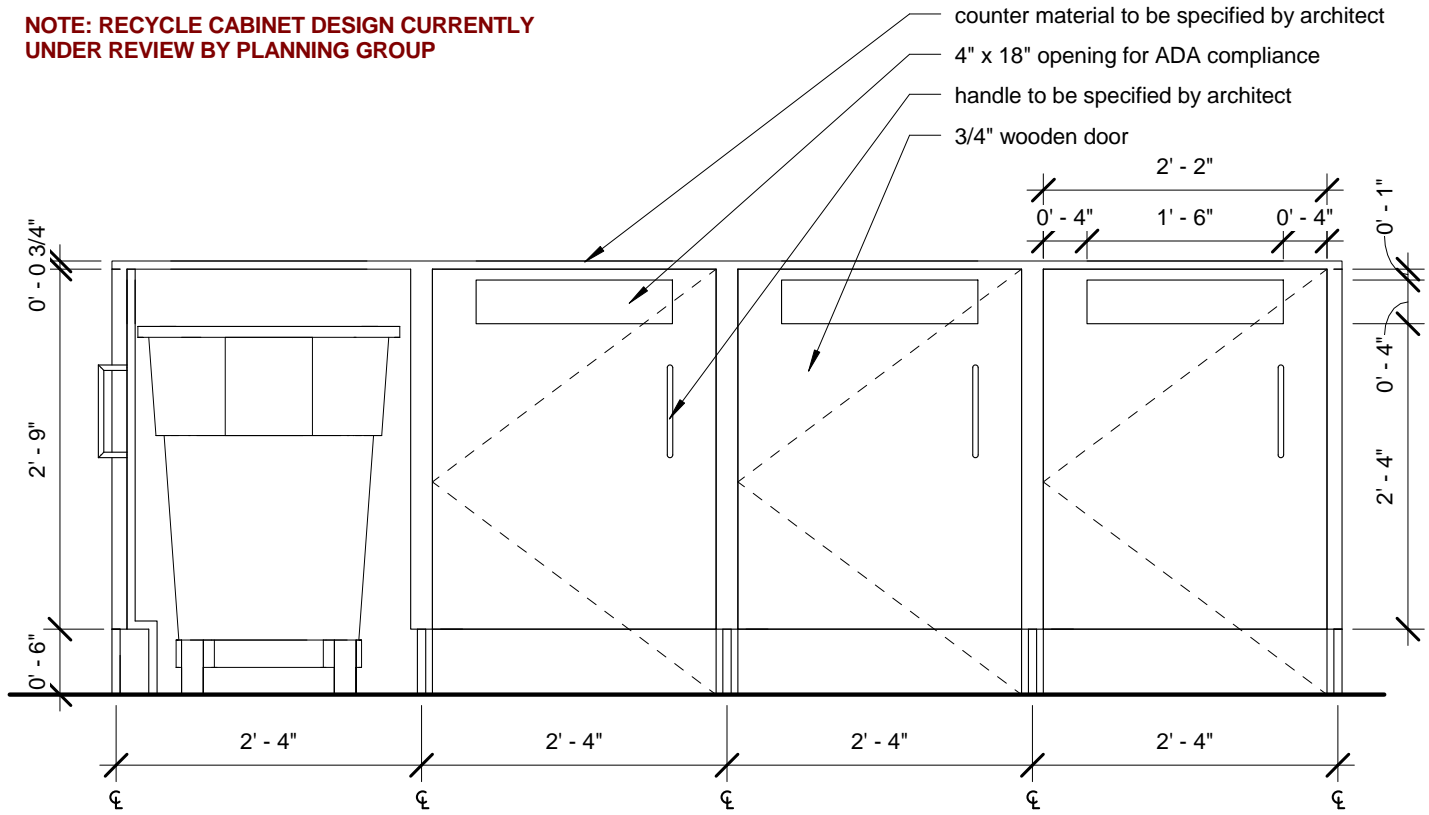 NOTE: RECYCLE CABINET DESIGN CURRENTLY
UNDER REVIEW BY PLANNING GROUP
counter material to be specified by architect
4" x 18" opening for ADA compliance
handle to be specified by architect
3/4" wooden door
2' - 2"
0' - 4" 1' - 6" 0' - 4"
0' - 1"
0' - 0 3/4"
0' - 4"
2' - 9"
2' - 4"
0' - 6"
2' - 4" 2' - 4" 2' - 4" 2' - 4"
℄ ℄ ℄ ℄ ℄